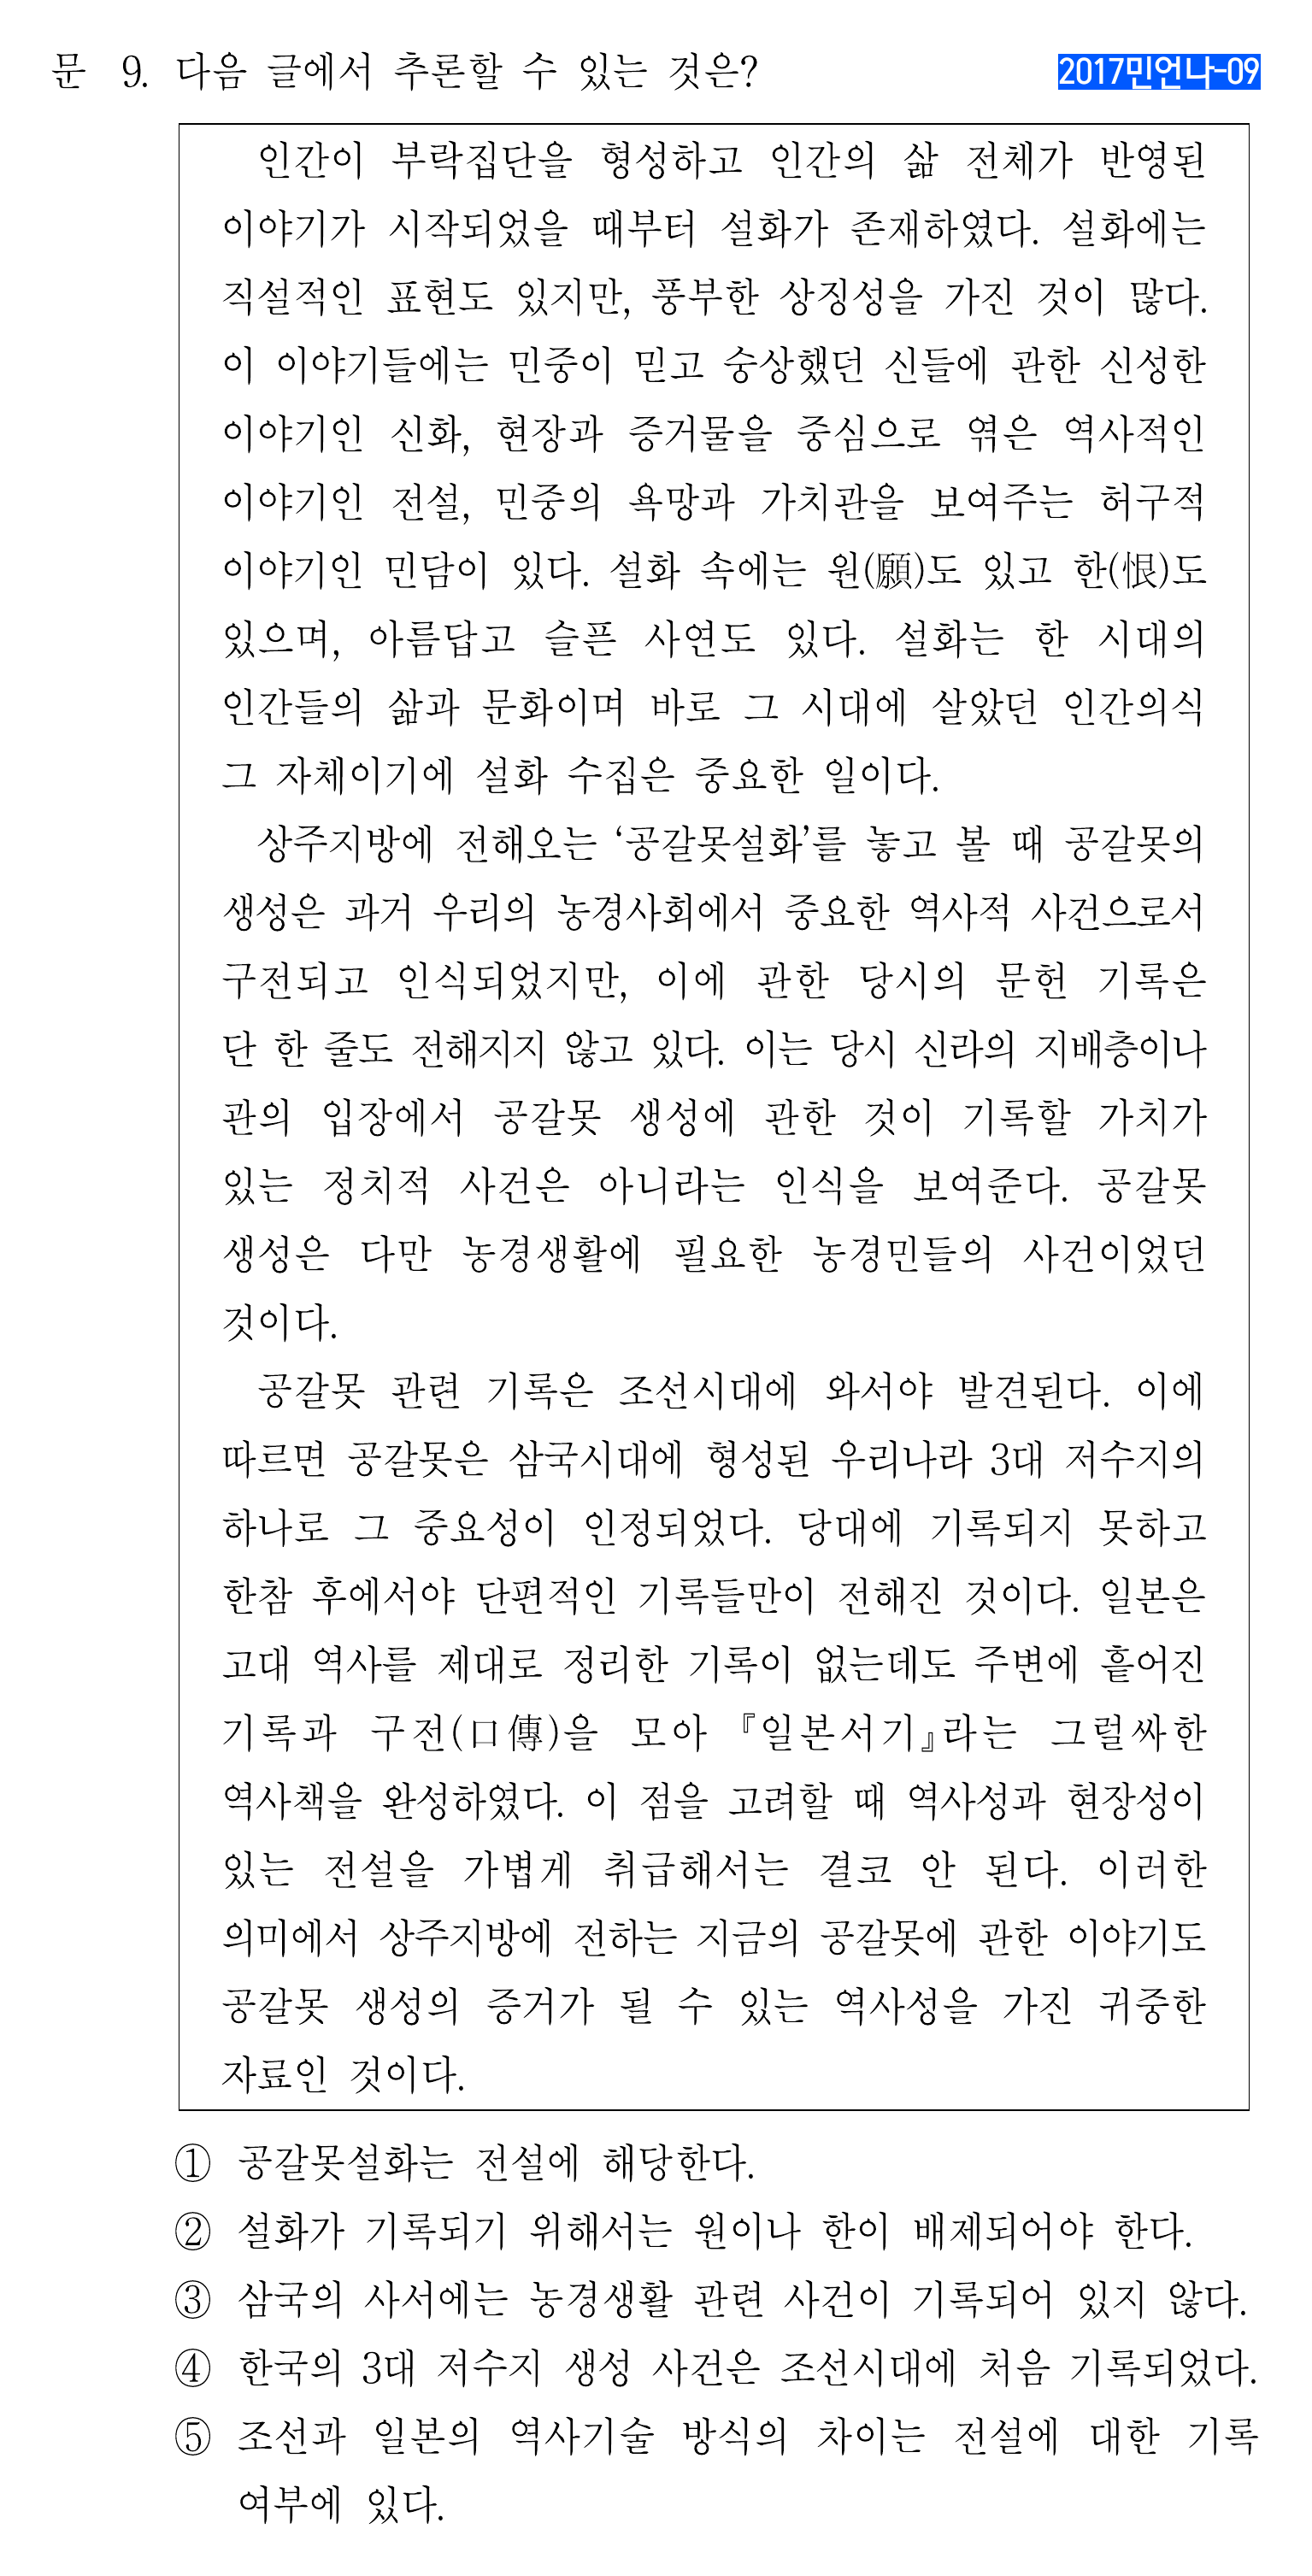 문 9. 다음 글에서 추론할 수 있는 것은?
2017민언나-09
인간이 부락집단을 형성하고 인간의 삶 전체가 반영된
이야기가 시작되었을 때부터 설화가 존재하였다. 설화에는
직설적인 표현도 있지만, 풍부한 상징성을 가진 것이 많다.
이 이야기들에는 민중이 믿고 숭상했던 신들에 관한 신성한
이야기인 신화, 현장과 증거물을 중심으로 엮은 역사적인
이야기인 전설, 민중의 욕망과 가치관을 보여주는 허구적
이야기인 민담이 있다. 설화 속에는 원(願)도 있고 한(恨)도
있으며, 아름답고 슬픈 사연도 있다. 설화는 한 시대의
인간들의 삶과 문화이며 바로 그 시대에 살았던 인간의식
그 자체이기에 설화 수집은 중요한 일이다.
상주지방에 전해오는 ‘공갈못설화’를 놓고 볼 때 공갈못의
생성은 과거 우리의 농경사회에서 중요한 역사적 사건으로서
구전되고 인식되었지만, 이에 관한 당시의 문헌 기록은
단 한 줄도 전해지지 않고 있다. 이는 당시 신라의 지배층이나
관의 입장에서 공갈못 생성에 관한 것이 기록할 가치가
있는 정치적 사건은 아니라는 인식을 보여준다. 공갈못
생성은 다만 농경생활에 필요한 농경민들의 사건이었던
것이다.
공갈못 관련 기록은 조선시대에 와서야 발견된다. 이에
따르면 공갈못은 삼국시대에 형성된 우리나라 3대 저수지의
하나로 그 중요성이 인정되었다. 당대에 기록되지 못하고
한참 후에서야 단편적인 기록들만이 전해진 것이다. 일본은
고대 역사를 제대로 정리한 기록이 없는데도 주변에 흩어진
기록과 구전(口傳)을 모아 『일본서기』라는 그럴싸한
역사책을 완성하였다. 이 점을 고려할 때 역사성과 현장성이
있는 전설을 가볍게 취급해서는 결코 안 된다. 이러한
의미에서 상주지방에 전하는 지금의 공갈못에 관한 이야기도
공갈못 생성의 증거가 될 수 있는 역사성을 가진 귀중한
자료인 것이다.
① 공갈못설화는 전설에 해당한다.
② 설화가 기록되기 위해서는 원이나 한이 배제되어야 한다.
③ 삼국의 사서에는 농경생활 관련 사건이 기록되어 있지 않다.
④ 한국의 3대 저수지 생성 사건은 조선시대에 처음 기록되었다.
⑤ 조선과 일본의 역사기술 방식의 차이는 전설에 대한 기록
여부에 있다.